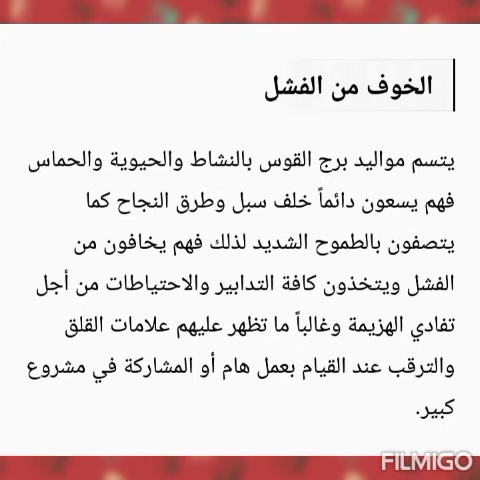 الخوف من الفشل
يتسم مواليد برج القوس بالنشاط والحيوية والحماس
فهم يسعون دائماً خلف سبل وطرق النجاح كما
يتصفون بالطموح الشديد لذلك فهم يخافون من
الفشل ويتخذون كافة التدابير والاحتياطات من أجل
تفادي الهزيمة وغالباً ما تظهر عليهم علامات القلق
والترقب عند القيام بعمل هام أو المشاركة في مشروع
كبير.
FILMIGO